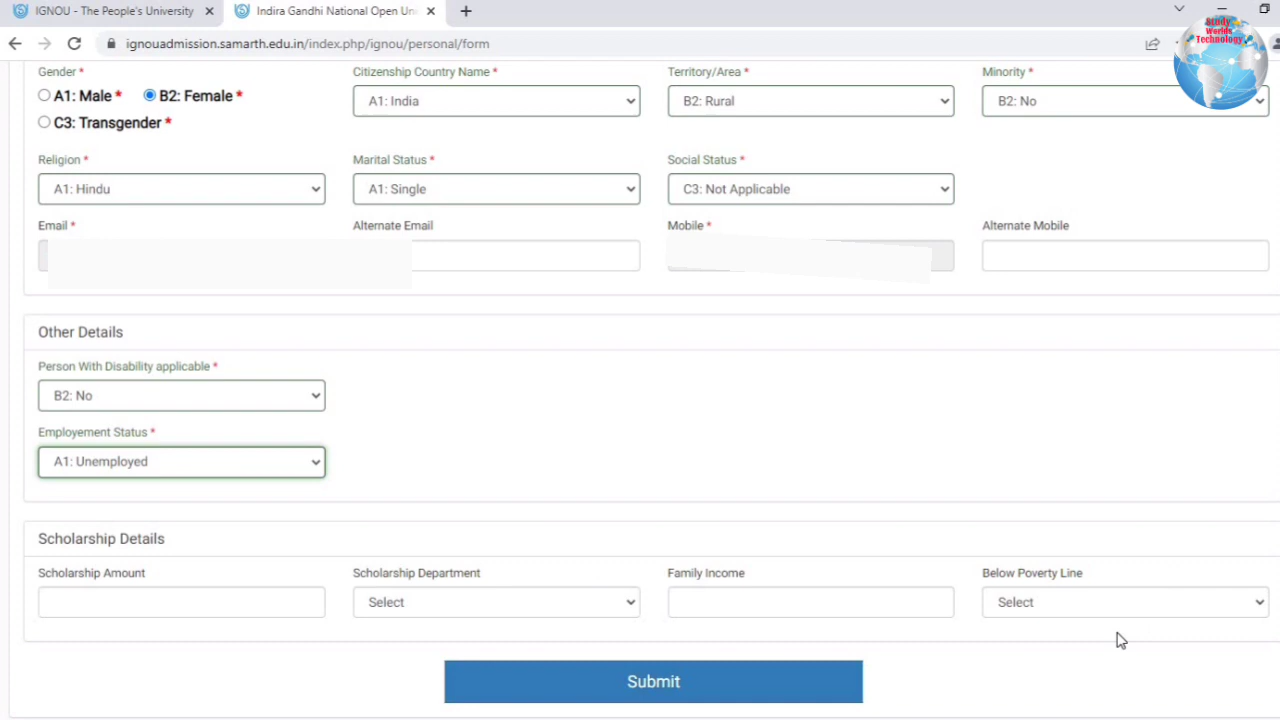 IGNOU - The People's University
Indira Gandhi National Open Un
ignouadmission.samarth.edu.in/index.php/ignou/personal/form
Study
Worlds
Technology
Gender *
Citizenship Country Name *
Territory/Area *
Minority *
A1: Male * B2: Female *
A1: India
B2: Rural
B2: No
C3: Transgender *
Religion *
Marital Status *
Social Status *
A1: Hindu
A1: Single
C3: Not Applicable
Email *
Alternate Email
Mobile *
Alternate Mobile
Other Details
Person With Disability applicable *
B2: No
Employement Status *
A1: Unemployed
Scholarship Details
Scholarship Amount
Scholarship Department
Family Income
Below Poverty Line
Select
Select
Submit